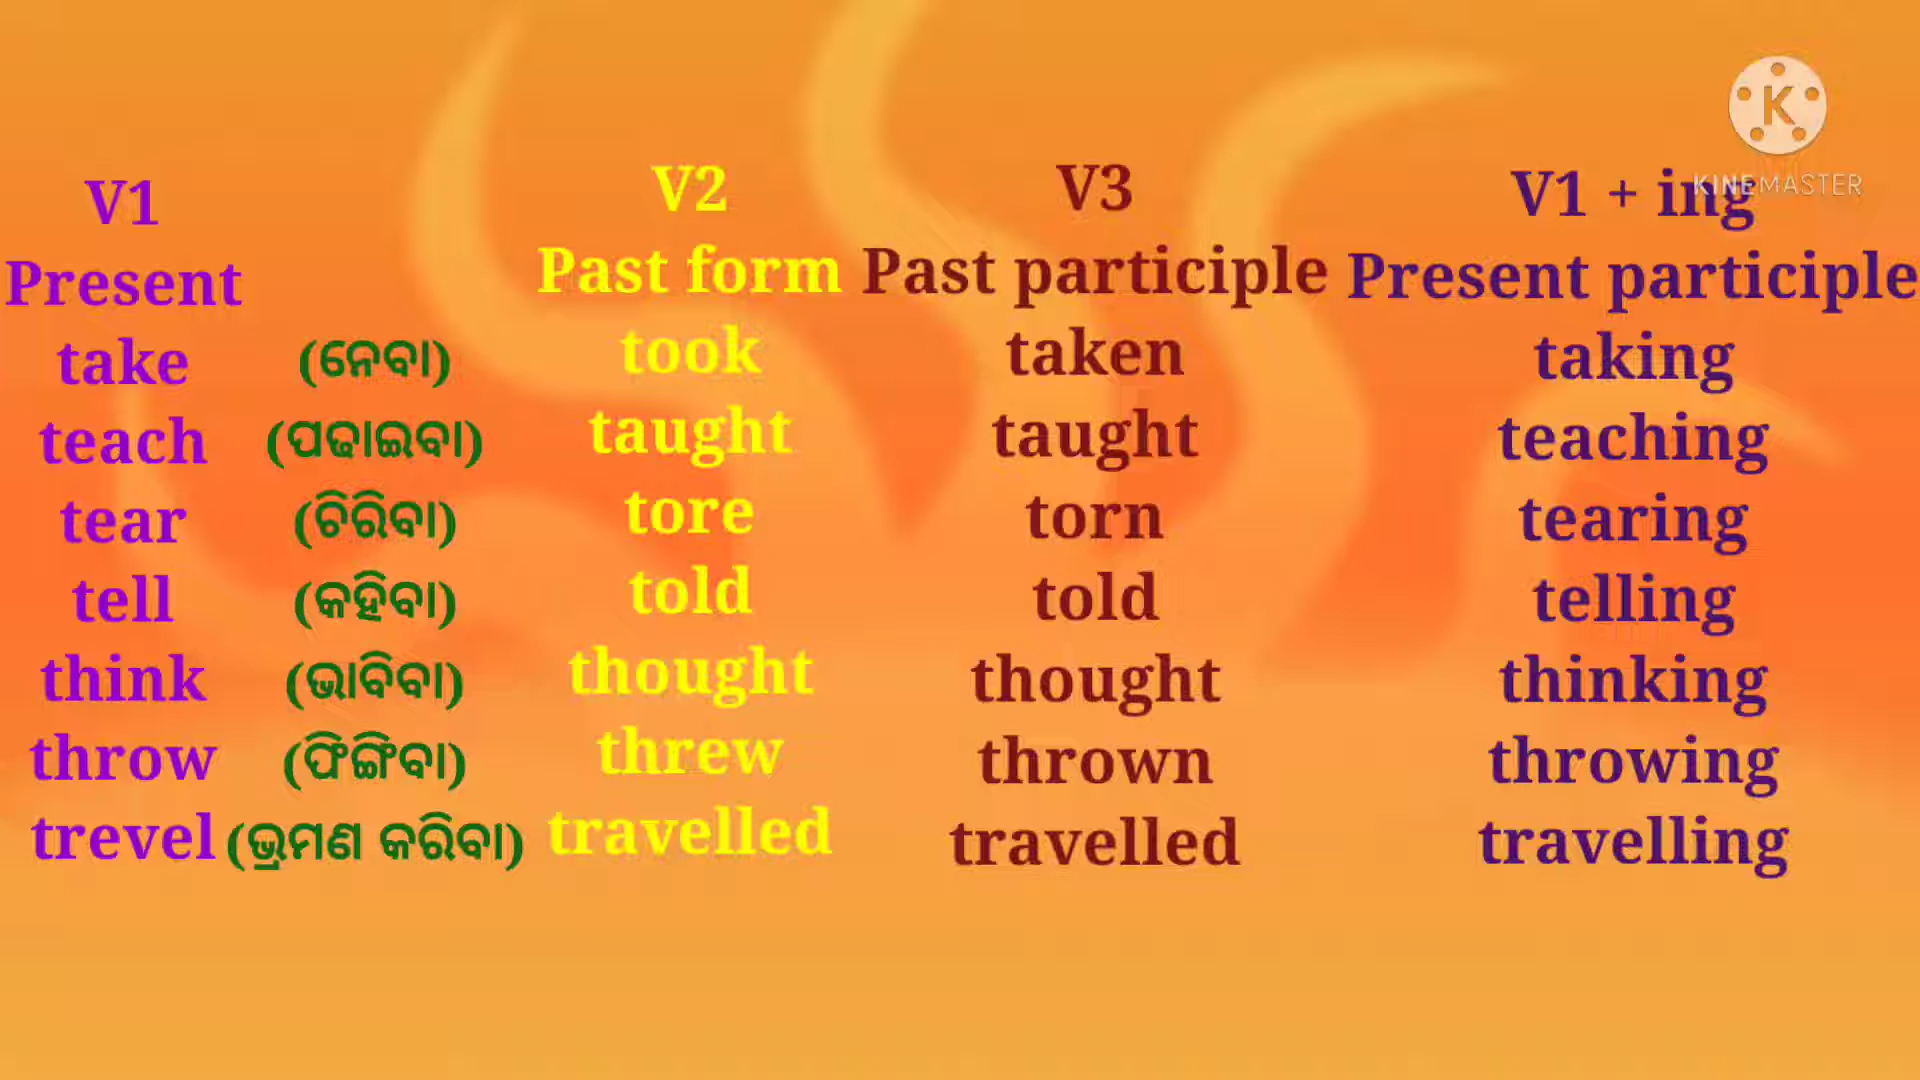 V1 V2 V3 V1 + ing
Present Past form Past participle Present participle
take (ନେବା) took taken taking
teach (ପଢାଇବା) taught taught teaching
tear (ଚିରିବା) tore torn tearing
tell (କହିବା) told told telling
think (ଭାବିବା) thought thought thinking
throw (ଫିଙ୍ଗିବା) threw thrown throwing
trevel (ଭ୍ରମଣ କରିବା) travelled travelled travelling
K
KINEMASTER